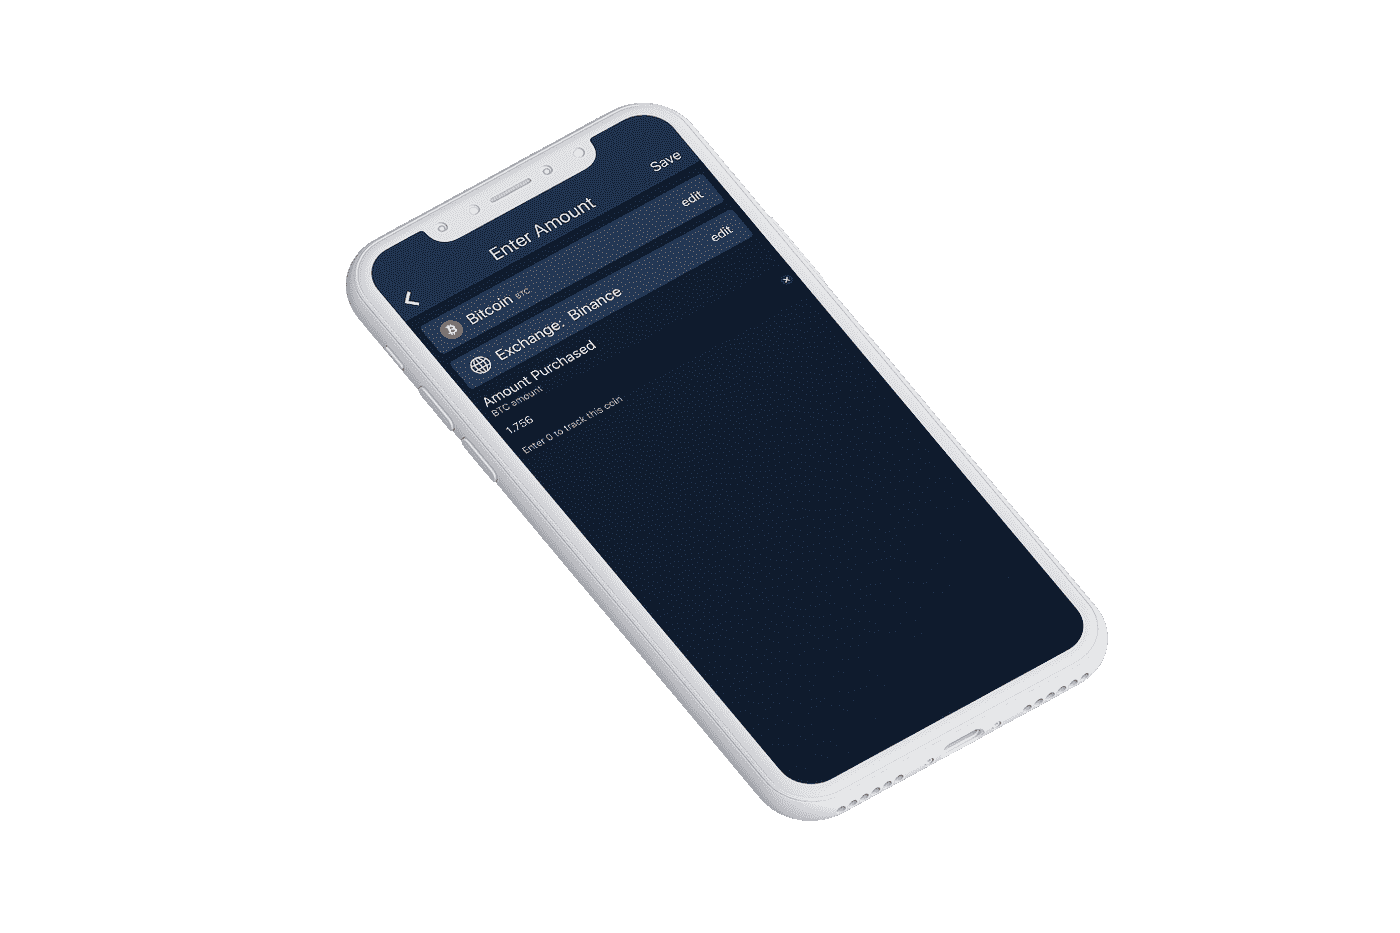 Save
Enter Amount
Bitcoin BTC
edit
Exchange: Binance
edit
Amount Purchased
BTC amount
1.756
Enter 0 to track this coin